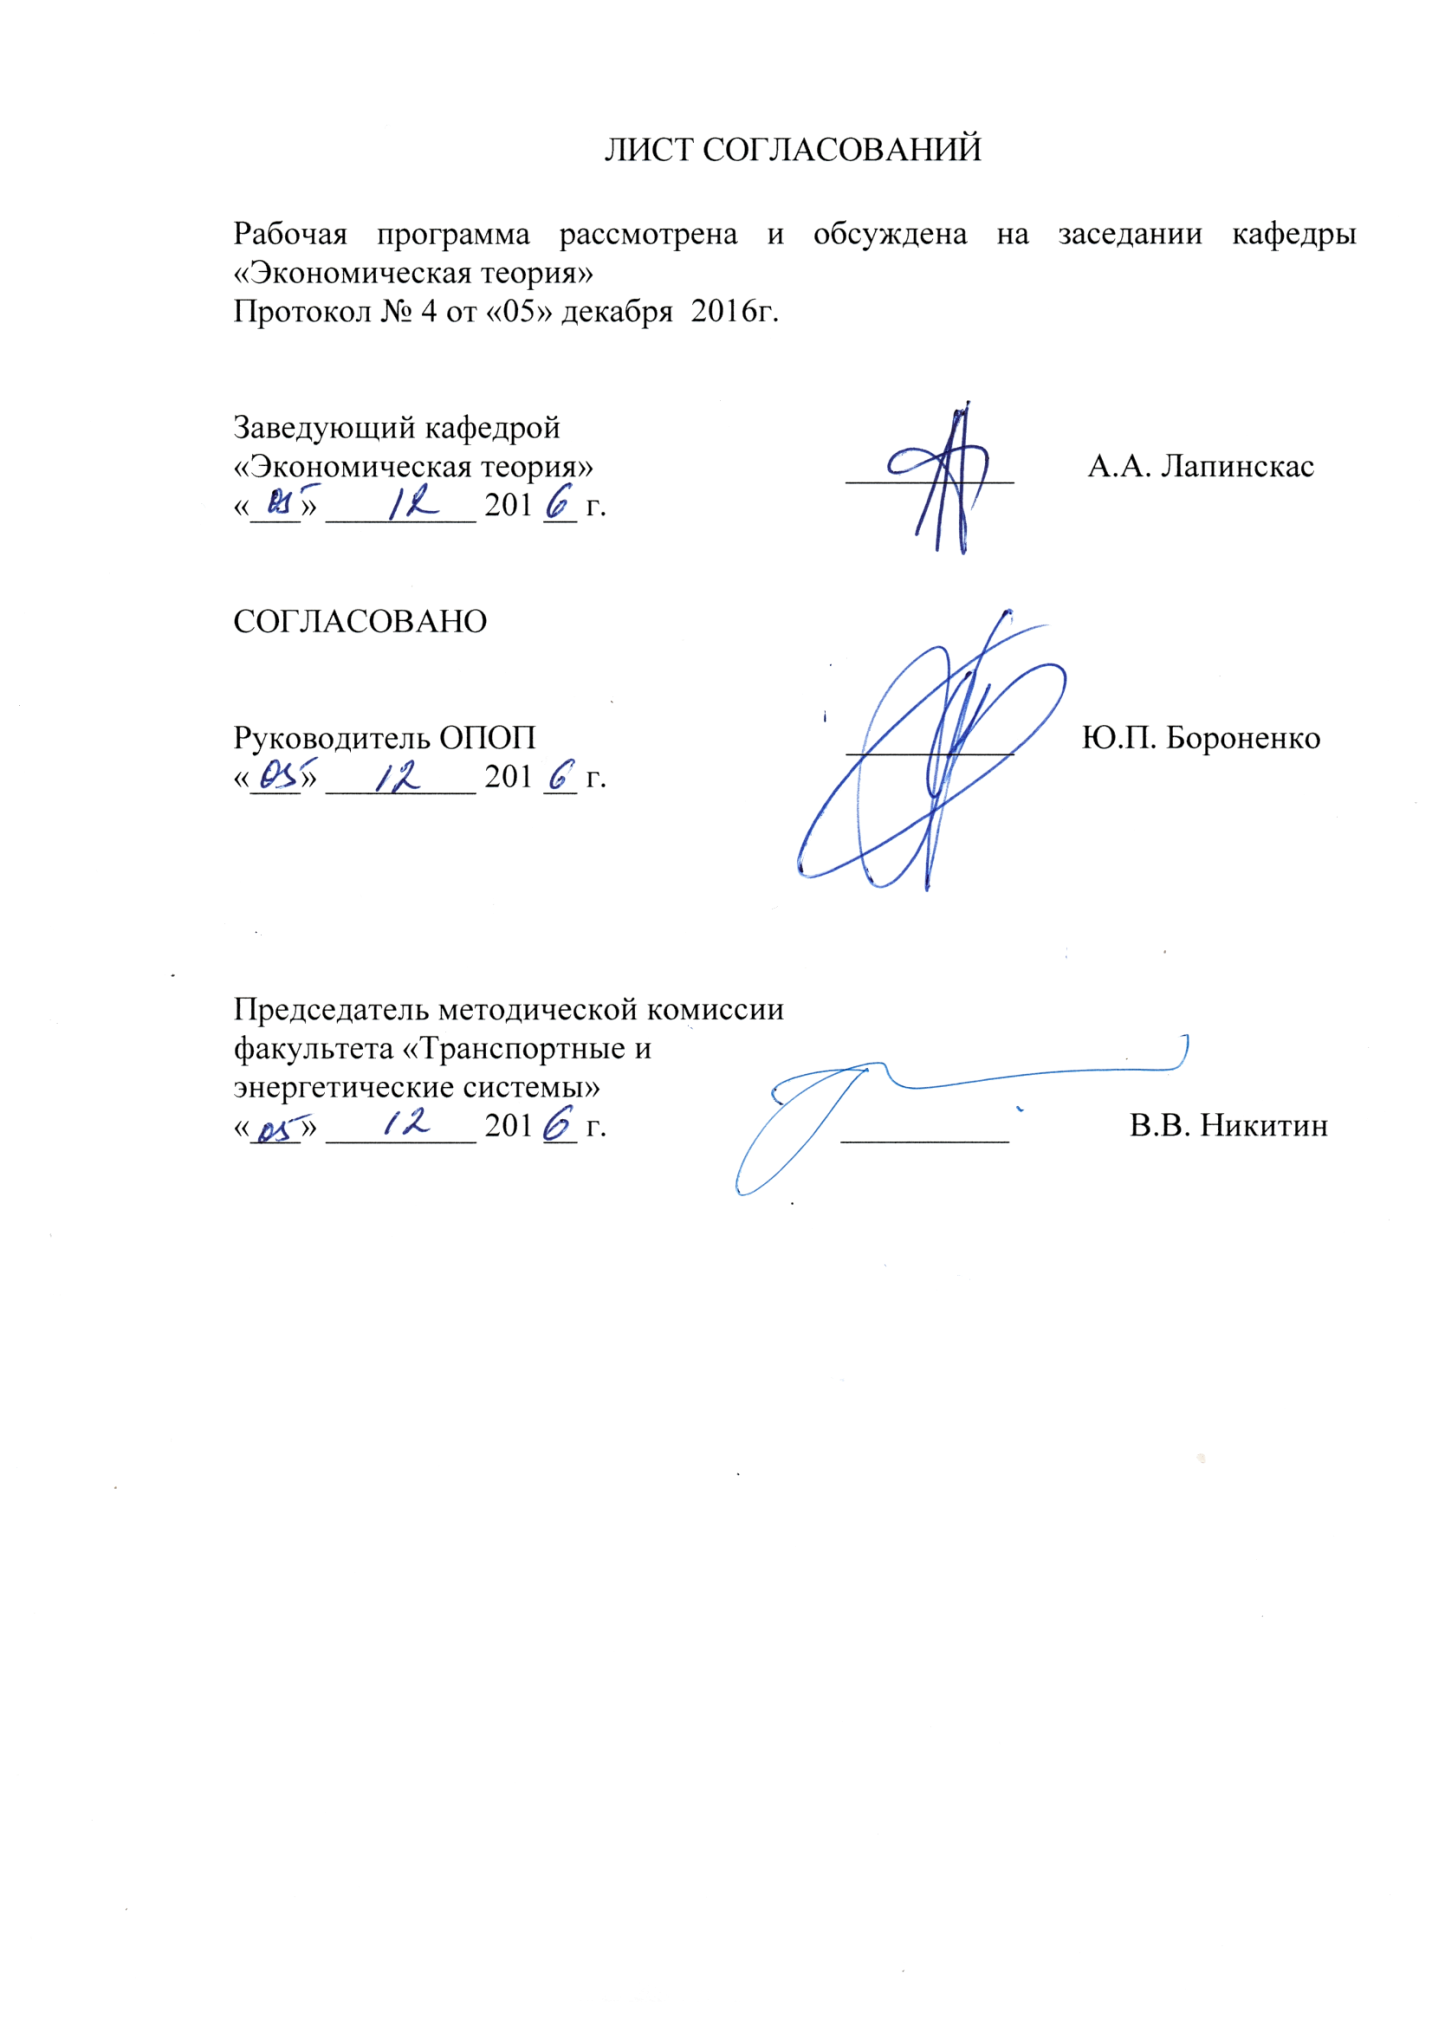 ЛИСТ СОГЛАСОВАНИЙ
Рабочая программа рассмотрена и обсуждена на заседании кафедры
«Экономическая теория»
Протокол № 4 от «05» декабря 2016г.
Заведующий кафедрой
«Экономическая теория» А.А. Лапинскас
«05» 12 2016 г.
СОГЛАСОВАНО
Руководитель ОПОП Ю.П. Бороненко
«05» 12 2016 г.
Председатель методической комиссии
факультета «Транспортные и
энергетические системы»
«05» 12 2016 г. В.В. Никитин